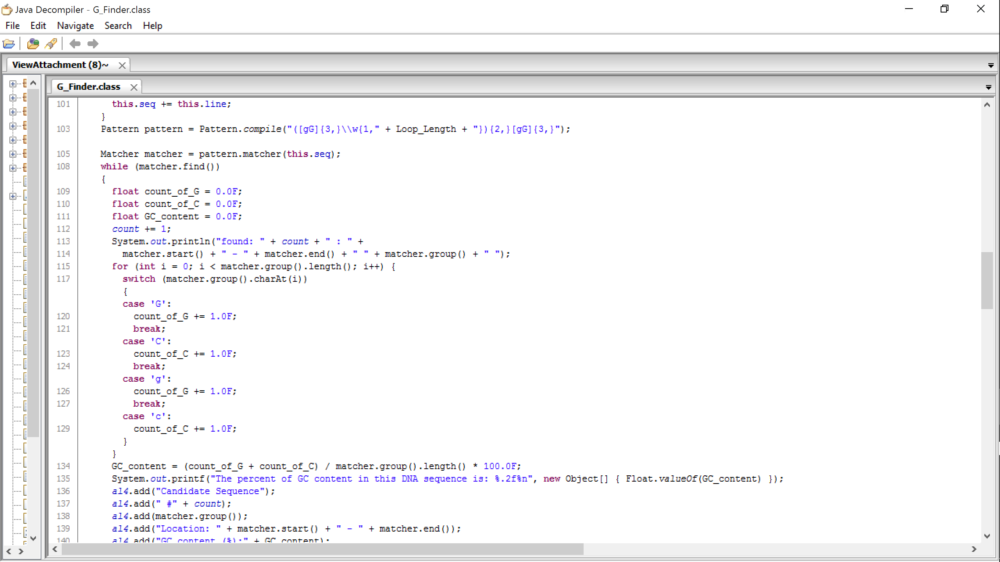 Java Decompiler - G_Finder.class
File Edit Navigate Search Help
ViewAttachment (8)~
G_Finder.class
101 this.seq += this.line;
}
103 Pattern pattern = Pattern.compile("([gG]{3,}\\w{1," + Loop_Length + "}){2,}[gG]{3,}");
105 Matcher matcher = pattern.matcher(this.seq);
108 while (matcher.find())
{
109 float count_of_G = 0.0F;
110 float count_of_C = 0.0F;
111 float GC_content = 0.0F;
112 count += 1;
113 System.out.println("found: " + count + " : " +
114 matcher.start() + " - " + matcher.end() + " " + matcher.group() + " ");
115 for (int i = 0; i < matcher.group().length(); i++) {
117 switch (matcher.group().charAt(i))
{
case 'G':
120 count_of_G += 1.0F;
121 break;
case 'C':
123 count_of_C += 1.0F;
124 break;
case 'g':
126 count_of_G += 1.0F;
127 break;
case 'c':
129 count_of_C += 1.0F;
}
}
134 GC_content = (count_of_G + count_of_C) / matcher.group().length() * 100.0F;
135 System.out.printf("The percent of GC content in this DNA sequence is: %.2f%n", new Object[] { Float.valueOf(GC_content) });
136 al4.add("Candidate Sequence");
137 al4.add(" #" + count);
138 al4.add(matcher.group());
139 al4.add("Location: " + matcher.start() + " - " + matcher.end());
140 al4.add("GC content (%):" + GC_content);